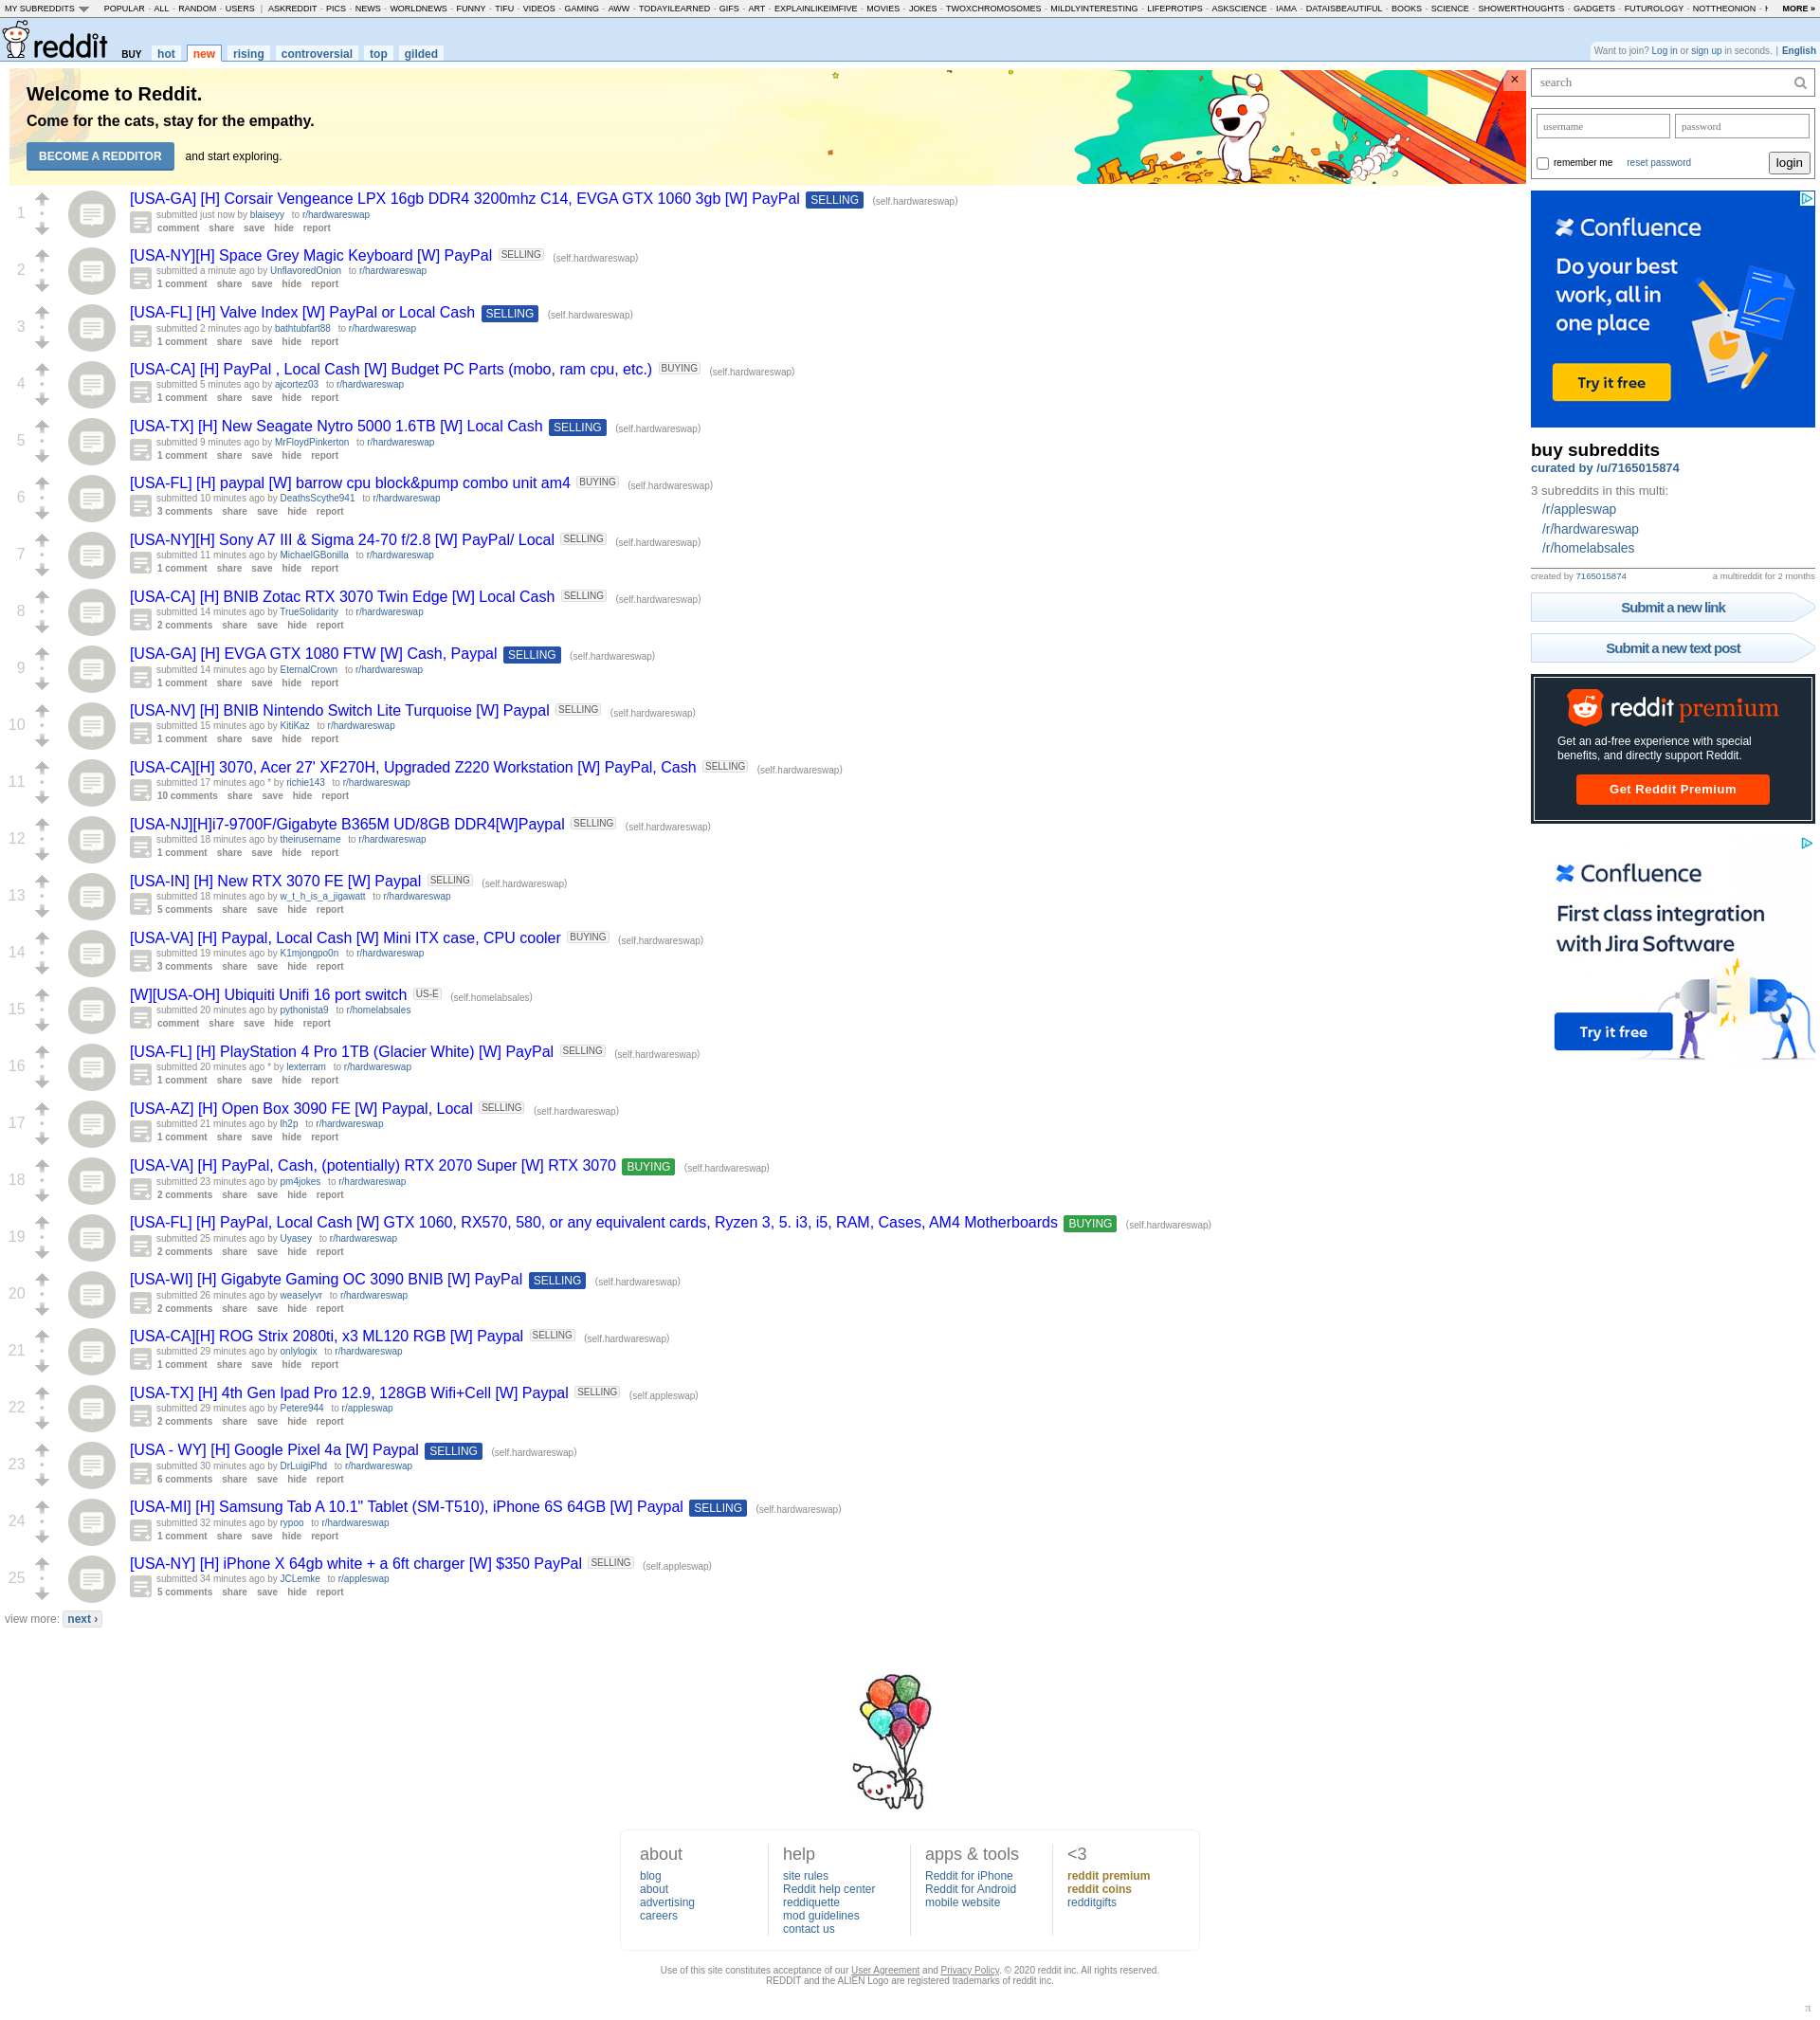 MY SUBREDDITS POPULAR - ALL - RANDOM - USERS | ASKREDDIT - PICS - NEWS - WORLDNEWS - FUNNY - TIFU - VIDEOS - GAMING - AWW - TODAYILEARNED - GIFS - ART - EXPLAINLIKEIMFIVE - MOVIES - JOKES - TWOXCHROMOSOMES - MILDLYINTERESTING - LIFEPROTIPS - ASKSCIENCE - IAMA - DATAISBEAUTIFUL - BOOKS - SCIENCE - SHOWERTHOUGHTS - GADGETS - FUTUROLOGY - NOTTHEONION - MORE »
reddit BUY hot new rising controversial top gilded
Want to join? Log in or sign up in seconds. | English
Welcome to Reddit.
Come for the cats, stay for the empathy.
BECOME A REDDITOR and start exploring.
×
1
[USA-GA] [H] Corsair Vengeance LPX 16gb DDR4 3200mhz C14, EVGA GTX 1060 3gb [W] PayPal SELLING (self.hardwareswap)
submitted just now by blaiseyy to r/hardwareswap
comment share save hide report
2
[USA-NY][H] Space Grey Magic Keyboard [W] PayPal SELLING (self.hardwareswap)
submitted a minute ago by UnflavoredOnion to r/hardwareswap
1 comment share save hide report
3
[USA-FL] [H] Valve Index [W] PayPal or Local Cash SELLING (self.hardwareswap)
submitted 2 minutes ago by bathtubfart88 to r/hardwareswap
1 comment share save hide report
4
[USA-CA] [H] PayPal , Local Cash [W] Budget PC Parts (mobo, ram cpu, etc.) BUYING (self.hardwareswap)
submitted 5 minutes ago by ajcortez03 to r/hardwareswap
1 comment share save hide report
5
[USA-TX] [H] New Seagate Nytro 5000 1.6TB [W] Local Cash SELLING (self.hardwareswap)
submitted 9 minutes ago by MrFloydPinkerton to r/hardwareswap
1 comment share save hide report
6
[USA-FL] [H] paypal [W] barrow cpu block&pump combo unit am4 BUYING (self.hardwareswap)
submitted 10 minutes ago by DeathsScythe941 to r/hardwareswap
3 comments share save hide report
7
[USA-NY][H] Sony A7 III & Sigma 24-70 f/2.8 [W] PayPal/ Local SELLING (self.hardwareswap)
submitted 11 minutes ago by MichaelGBonilla to r/hardwareswap
1 comment share save hide report
8
[USA-CA] [H] BNIB Zotac RTX 3070 Twin Edge [W] Local Cash SELLING (self.hardwareswap)
submitted 14 minutes ago by TrueSolidarity to r/hardwareswap
2 comments share save hide report
9
[USA-GA] [H] EVGA GTX 1080 FTW [W] Cash, Paypal SELLING (self.hardwareswap)
submitted 14 minutes ago by EternalCrown to r/hardwareswap
1 comment share save hide report
10
[USA-NV] [H] BNIB Nintendo Switch Lite Turquoise [W] Paypal SELLING (self.hardwareswap)
submitted 15 minutes ago by KitiKaz to r/hardwareswap
1 comment share save hide report
11
[USA-CA][H] 3070, Acer 27' XF270H, Upgraded Z220 Workstation [W] PayPal, Cash SELLING (self.hardwareswap)
submitted 17 minutes ago * by richie143 to r/hardwareswap
10 comments share save hide report
12
[USA-NJ][H]i7-9700F/Gigabyte B365M UD/8GB DDR4[W]Paypal SELLING (self.hardwareswap)
submitted 18 minutes ago by theirusername to r/hardwareswap
1 comment share save hide report
13
[USA-IN] [H] New RTX 3070 FE [W] Paypal SELLING (self.hardwareswap)
submitted 18 minutes ago by w_t_h_is_a_jigawatt to r/hardwareswap
5 comments share save hide report
14
[USA-VA] [H] Paypal, Local Cash [W] Mini ITX case, CPU cooler BUYING (self.hardwareswap)
submitted 19 minutes ago by K1mjongpo0n to r/hardwareswap
3 comments share save hide report
15
[W][USA-OH] Ubiquiti Unifi 16 port switch US-E (self.homelabsales)
submitted 20 minutes ago by pythonista9 to r/homelabsales
comment share save hide report
16
[USA-FL] [H] PlayStation 4 Pro 1TB (Glacier White) [W] PayPal SELLING (self.hardwareswap)
submitted 20 minutes ago * by lexterram to r/hardwareswap
1 comment share save hide report
17
[USA-AZ] [H] Open Box 3090 FE [W] Paypal, Local SELLING (self.hardwareswap)
submitted 21 minutes ago by lh2p to r/hardwareswap
1 comment share save hide report
18
[USA-VA] [H] PayPal, Cash, (potentially) RTX 2070 Super [W] RTX 3070 BUYING (self.hardwareswap)
submitted 23 minutes ago by pm4jokes to r/hardwareswap
2 comments share save hide report
19
[USA-FL] [H] PayPal, Local Cash [W] GTX 1060, RX570, 580, or any equivalent cards, Ryzen 3, 5. i3, i5, RAM, Cases, AM4 Motherboards BUYING (self.hardwareswap)
submitted 25 minutes ago by Uyasey to r/hardwareswap
2 comments share save hide report
20
[USA-WI] [H] Gigabyte Gaming OC 3090 BNIB [W] PayPal SELLING (self.hardwareswap)
submitted 26 minutes ago by weaselyvr to r/hardwareswap
2 comments share save hide report
21
[USA-CA][H] ROG Strix 2080ti, x3 ML120 RGB [W] Paypal SELLING (self.hardwareswap)
submitted 29 minutes ago by onlylogix to r/hardwareswap
1 comment share save hide report
22
[USA-TX] [H] 4th Gen Ipad Pro 12.9, 128GB Wifi+Cell [W] Paypal SELLING (self.appleswap)
submitted 29 minutes ago by Petere944 to r/appleswap
2 comments share save hide report
23
[USA - WY] [H] Google Pixel 4a [W] Paypal SELLING (self.hardwareswap)
submitted 30 minutes ago by DrLuigiPhd to r/hardwareswap
6 comments share save hide report
24
[USA-MI] [H] Samsung Tab A 10.1" Tablet (SM-T510), iPhone 6S 64GB [W] Paypal SELLING (self.hardwareswap)
submitted 32 minutes ago by rypoo to r/hardwareswap
1 comment share save hide report
25
[USA-NY] [H] iPhone X 64gb white + a 6ft charger [W] $350 PayPal SELLING (self.appleswap)
submitted 34 minutes ago by JCLemke to r/appleswap
5 comments share save hide report
view more: next ›
search
username password
remember me reset password login
Confluence
Do your best
work, all in
one place
Try it free
buy subreddits
curated by /u/7165015874
3 subreddits in this multi:
/r/appleswap
/r/hardwareswap
/r/homelabsales
created by 7165015874 a multireddit for 2 months
Submit a new link
Submit a new text post
reddit premium
Get an ad-free experience with special
benefits, and directly support Reddit.
Get Reddit Premium
Confluence
First class integration
with Jira Software
Try it free
about
blog
about
advertising
careers
help
site rules
Reddit help center
reddiquette
mod guidelines
contact us
apps & tools
Reddit for iPhone
Reddit for Android
mobile website
<3
reddit premium
reddit coins
redditgifts
Use of this site constitutes acceptance of our User Agreement and Privacy Policy. © 2020 reddit inc. All rights reserved.
REDDIT and the ALIEN Logo are registered trademarks of reddit inc.
π